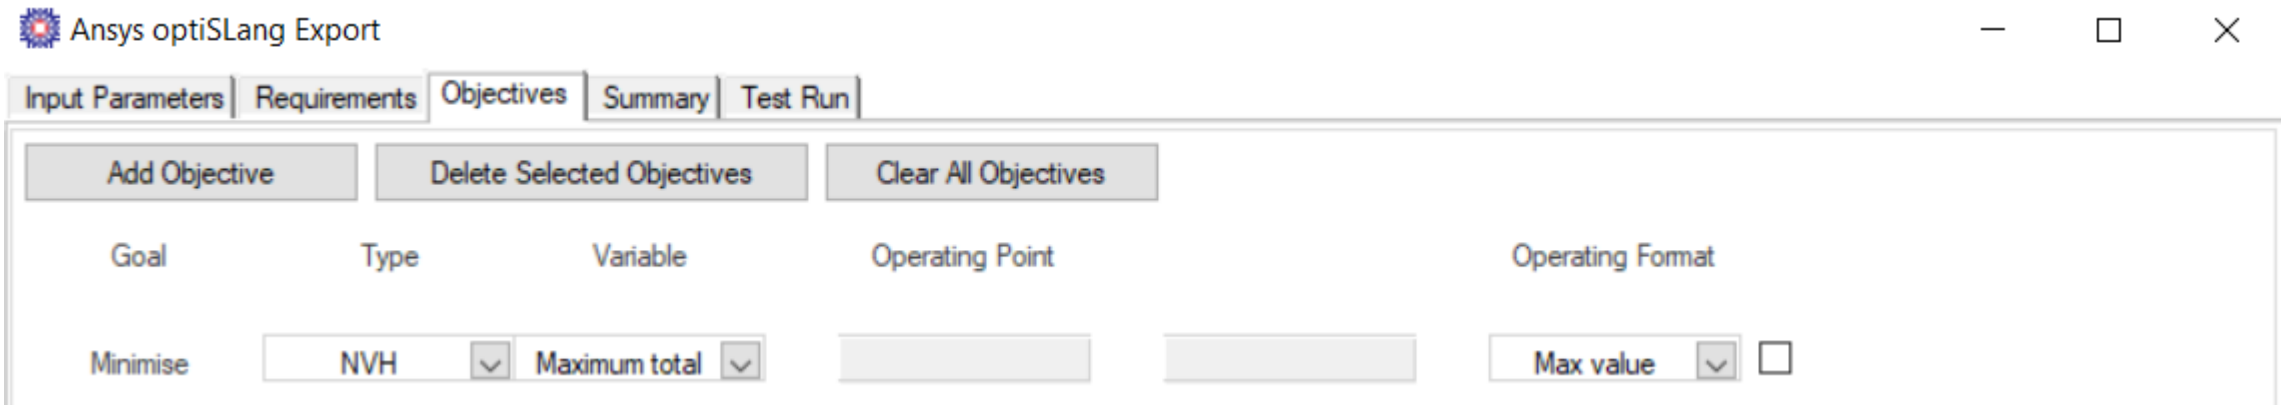 Ansys optiSLang Export
Input Parameters Requirements Objectives Summary Test Run
Add Objective Delete Selected Objectives Clear All Objectives
Goal Type Variable Operating Point Operating Format
Minimise NVH Maximum total Max value